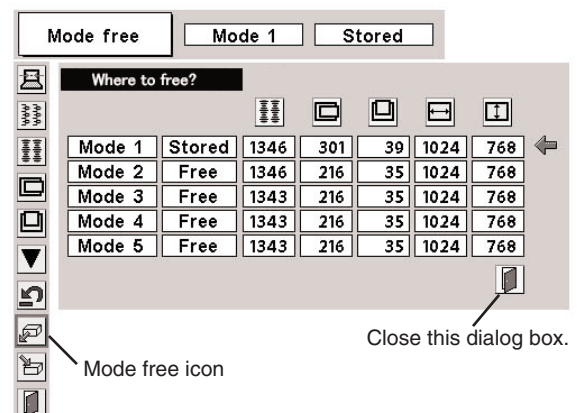 Mode free Mode 1 Stored
Where to free?
Mode 1 Stored 1346 301 39 1024 768
Mode 2 Free 1346 216 35 1024 768
Mode 3 Free 1343 216 35 1024 768
Mode 4 Free 1343 216 35 1024 768
Mode 5 Free 1343 216 35 1024 768
Close this dialog box.
Mode free icon